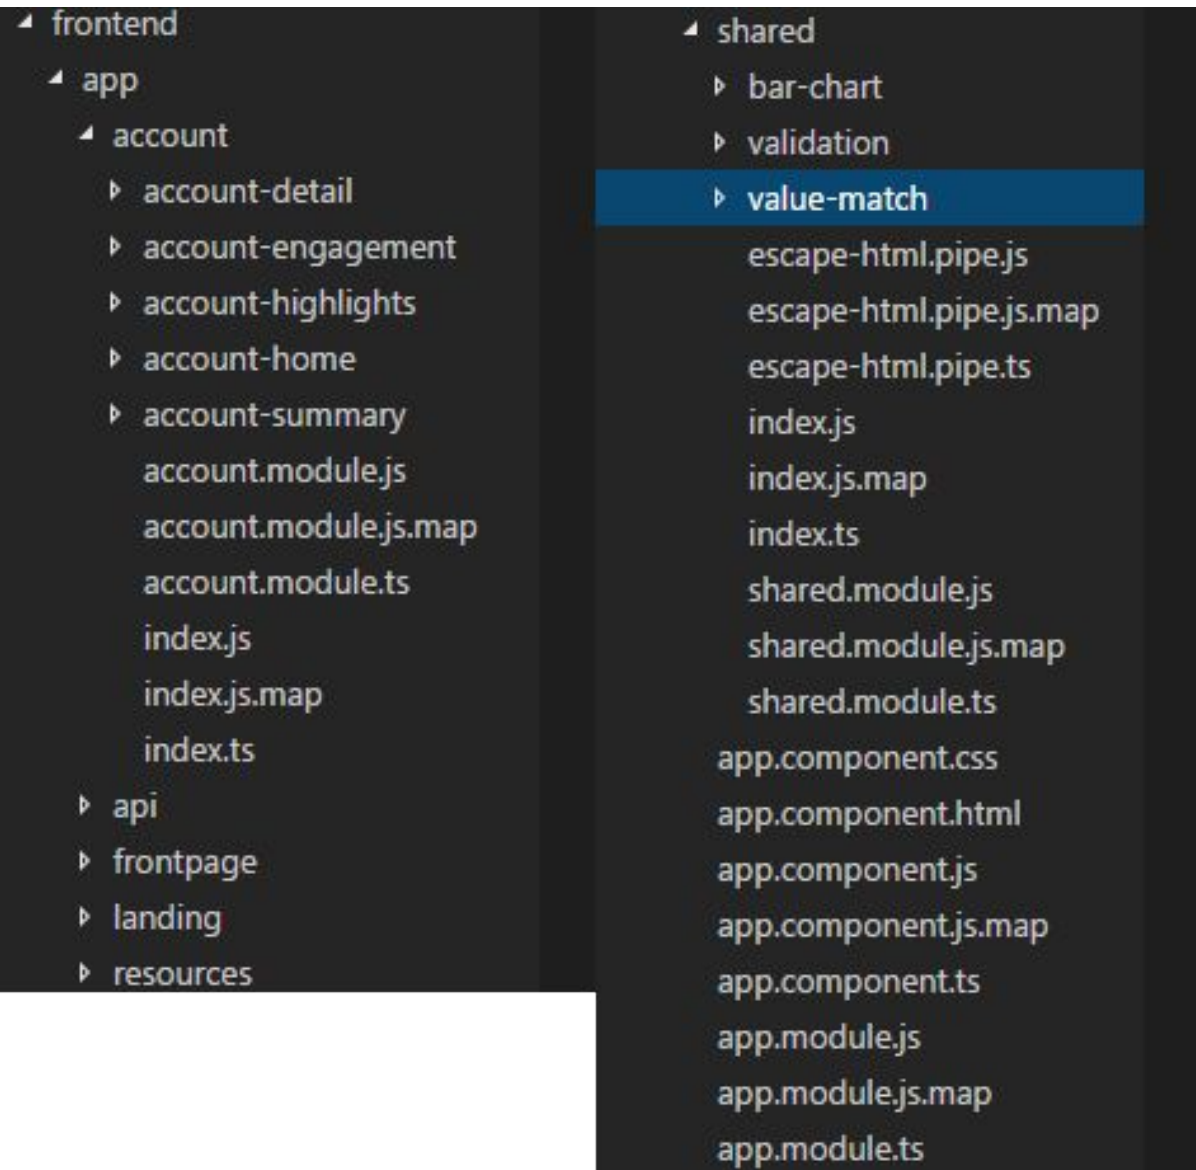 frontend
app
account
account-detail
account-engagement
account-highlights
account-home
account-summary
account.module.js
account.module.js.map
account.module.ts
index.js
index.js.map
index.ts
api
frontpage
landing
resources
shared
bar-chart
validation
value-match
escape-html.pipe.js
escape-html.pipe.js.map
escape-html.pipe.ts
index.js
index.js.map
index.ts
shared.module.js
shared.module.js.map
shared.module.ts
app.component.css
app.component.html
app.component.js
app.component.js.map
app.component.ts
app.module.js
app.module.js.map
app.module.ts